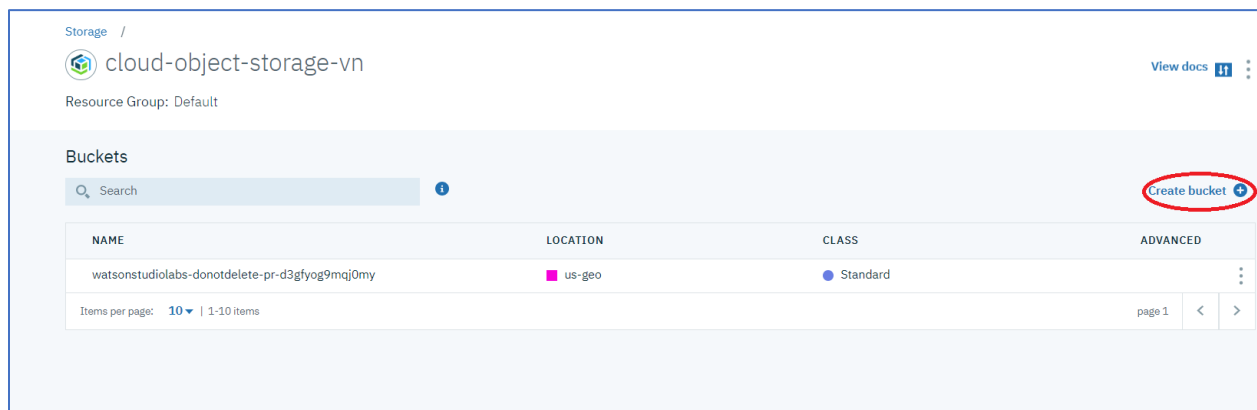 Storage /
cloud-object-storage-vn
View docs
Resource Group: Default
Buckets
Search
Create bucket
NAME LOCATION CLASS ADVANCED
watsonstudiolabs-donotdelete-pr-d3gfyog9mqj0my us-geo Standard
Items per page: 10 | 1-10 items page 1 < >